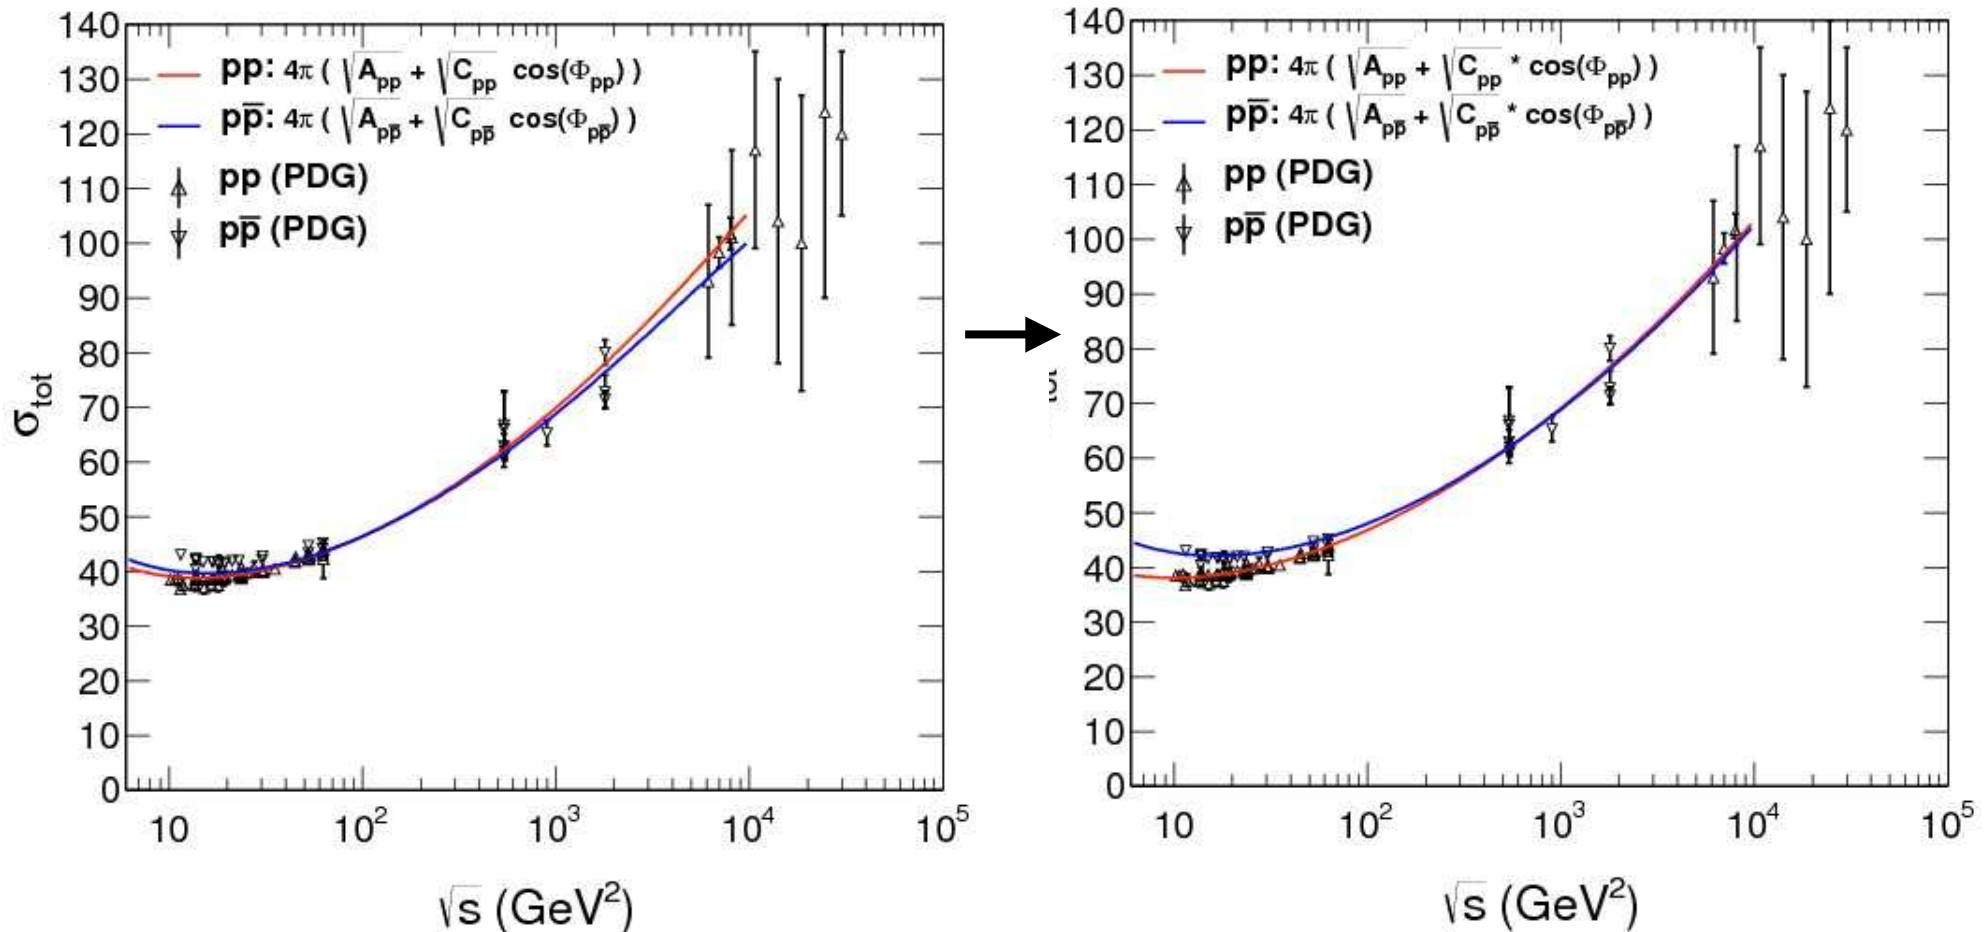 140
130
120
110
100
90
80
70
60
50
40
30
20
10
0
σtot
pp: 4π ( √App + √Cpp cos(Φpp) )
pp̅: 4π ( √App̅ + √Cpp̅ cos(Φpp̅) )
pp (PDG)
pp̅ (PDG)
10 10² 10³ 10⁴ 10⁵
√s (GeV²)
140
130
120
110
100
90
80
70
60
50
40
30
20
10
0
pp: 4π ( √App + √Cpp * cos(Φpp) )
pp̅: 4π ( √App̅ + √Cpp̅ * cos(Φpp̅) )
pp (PDG)
pp̅ (PDG)
10 10² 10³ 10⁴ 10⁵
√s (GeV²)